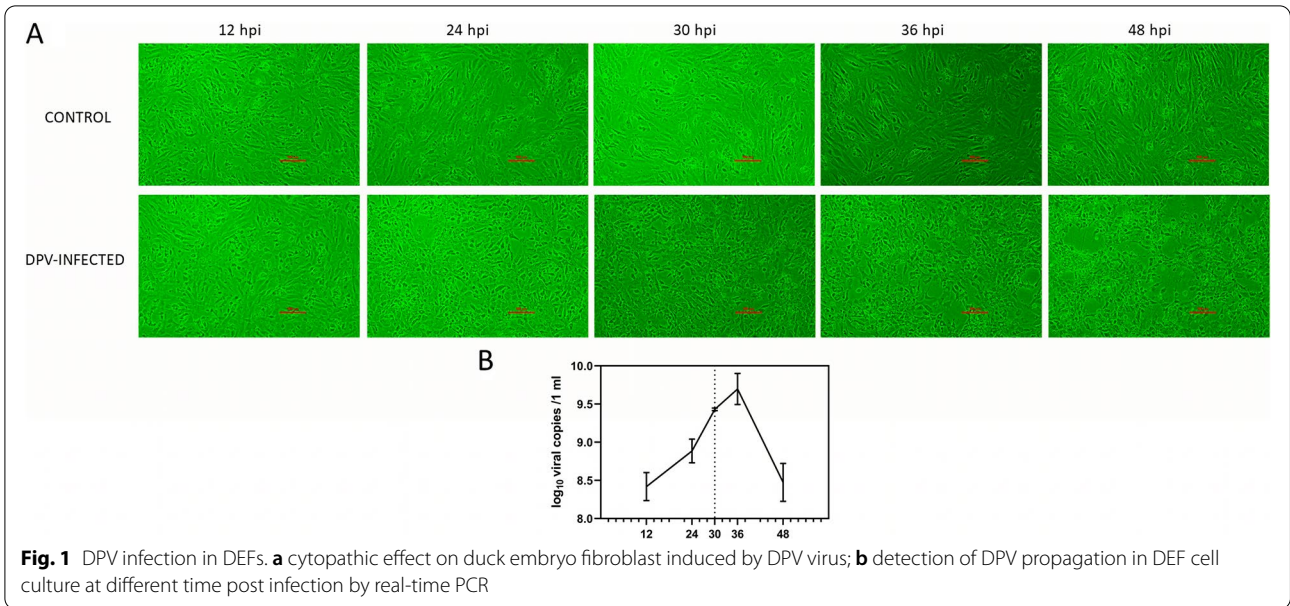 A
12 hpi 24 hpi 30 hpi 36 hpi 48 hpi
CONTROL
DPV-INFECTED
B
log10 viral copies /1 ml
10.0
9.5
9.0
8.5
8.0
12 24 30 36 48
Fig. 1 DPV infection in DEFs. a cytopathic effect on duck embryo fibroblast induced by DPV virus; b detection of DPV propagation in DEF cell
culture at different time post infection by real-time PCR